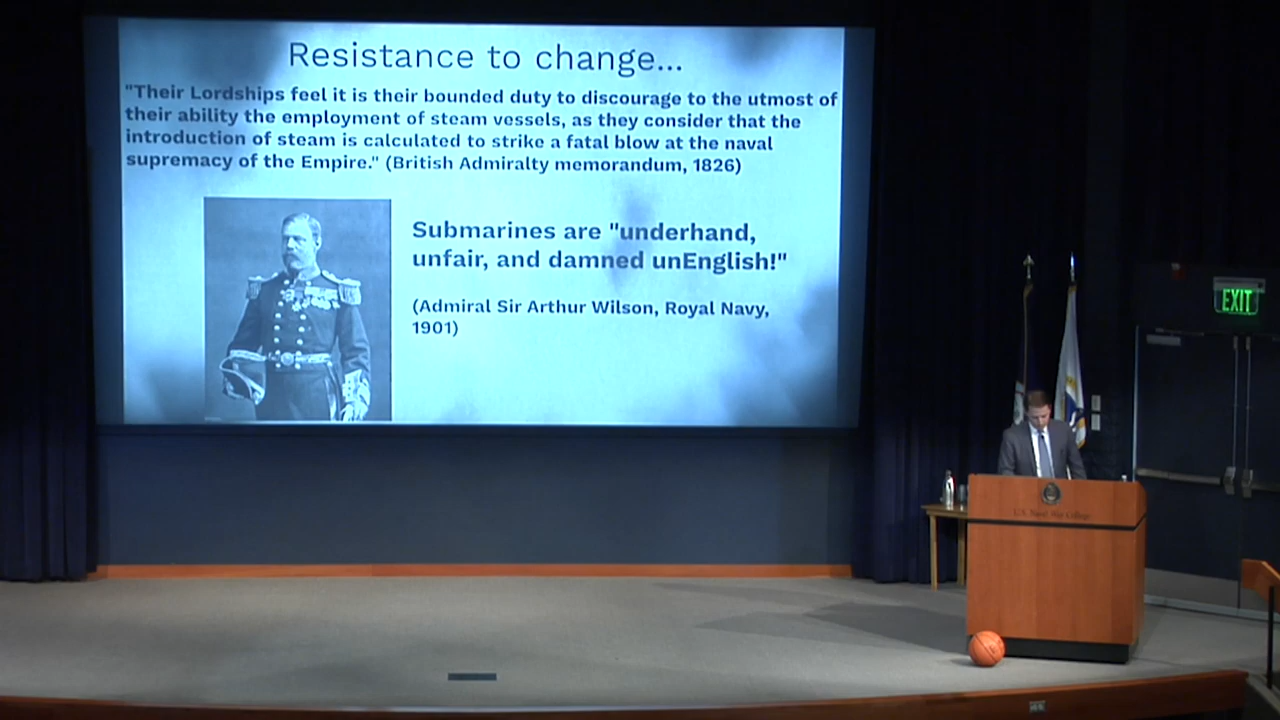 Resistance to change...
"Their Lordships feel it is their bounded duty to discourage to the utmost of
their ability the employment of steam vessels, as they consider that the
introduction of steam is calculated to strike a fatal blow at the naval
supremacy of the Empire." (British Admiralty memorandum, 1826)
Submarines are "underhand,
unfair, and damned unEnglish!"
(Admiral Sir Arthur Wilson, Royal Navy,
1901)
EXIT
U.S. Naval War College